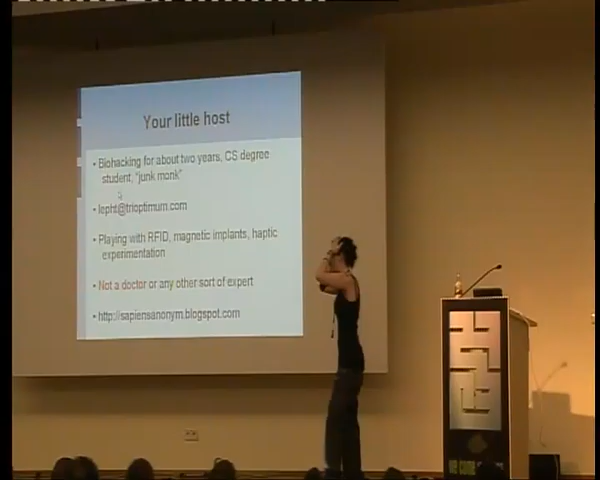 Your little host
• Biohacking for about two years, CS degree
student, "junk monk"
• lepht@trioptimum.com
• Playing with RFID, magnetic implants, haptic
experimentation
• Not a doctor or any other sort of expert
• http://sapiensanonym.blogspot.com